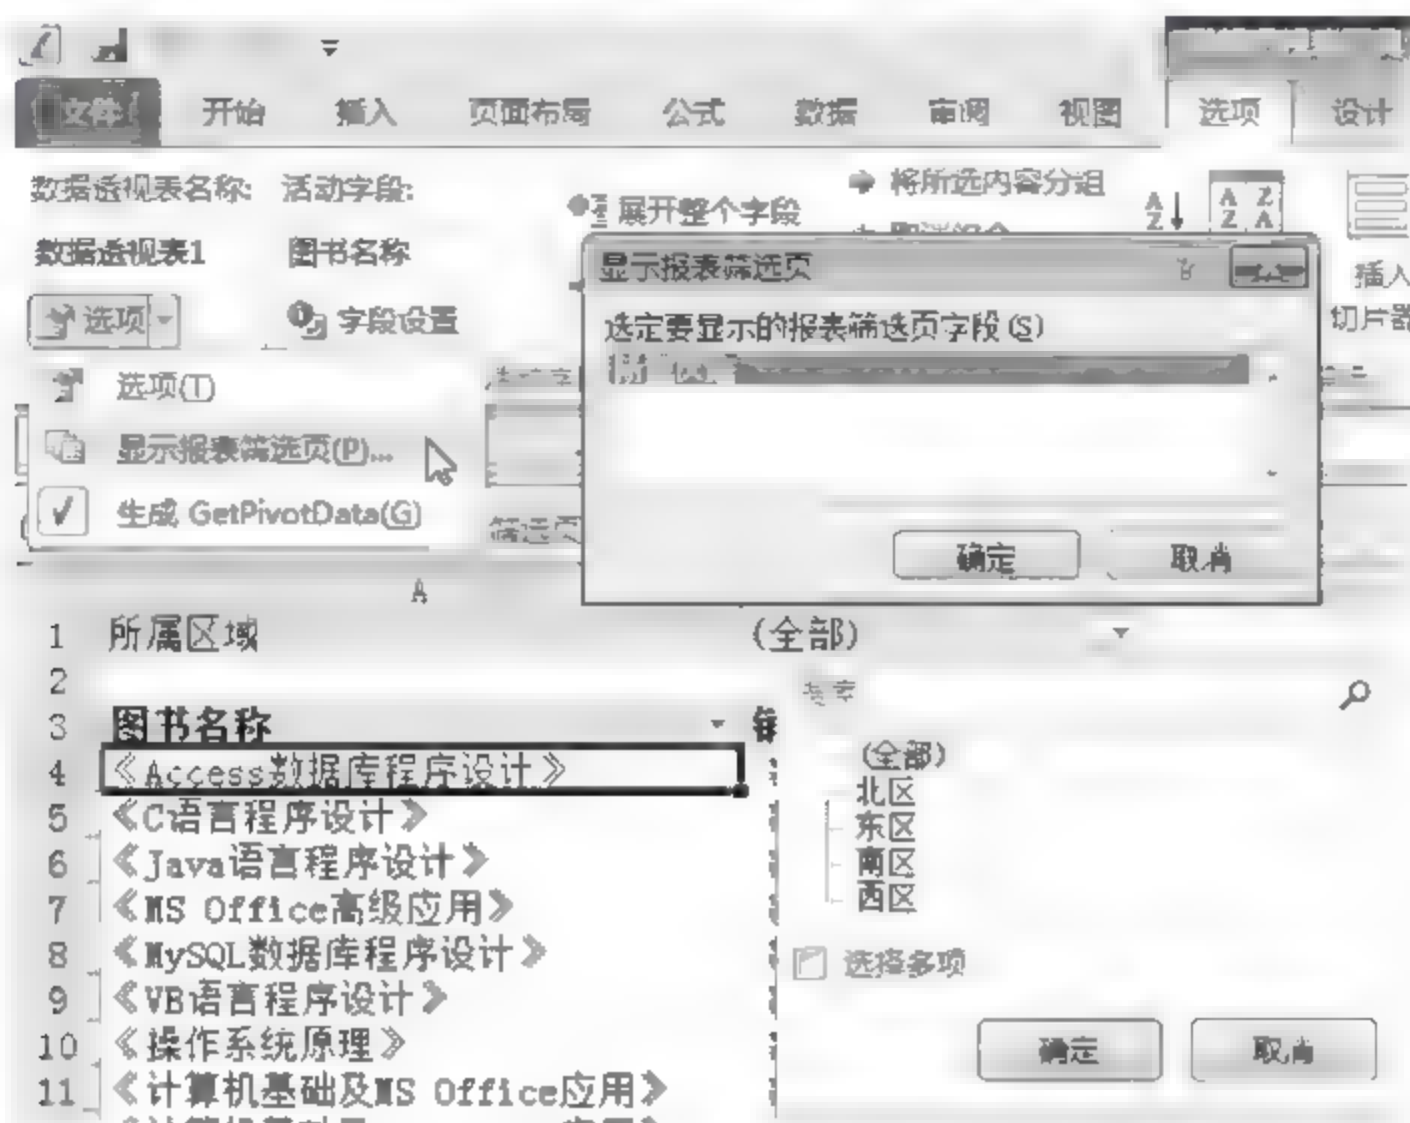 文件 开始 插入 页面布局 公式 数据 审阅 视图 选项 设计
数据透视表名称: 活动字段:
将所选内容分组
展开整个字段
数据透视表1 图书名称
选项 字段设置
插入
切片器
选项(T)
显示报表筛选页(P)...
生成 GetPivotData(G)
显示报表筛选页
选定要显示的报表筛选页字段(S)
确定 取消
A
1 所属区域 (全部)
2
3 图书名称
4 《Access数据库程序设计》
5 《C语言程序设计》
6 《Java语言程序设计》
7 《MS Office高级应用》
8 《MySQL数据库程序设计》
9 《VB语言程序设计》
10 《操作系统原理》
11 《计算机基础及MS Office应用》
(全部)
北区
东区
南区
西区
选择多项
确定 取消